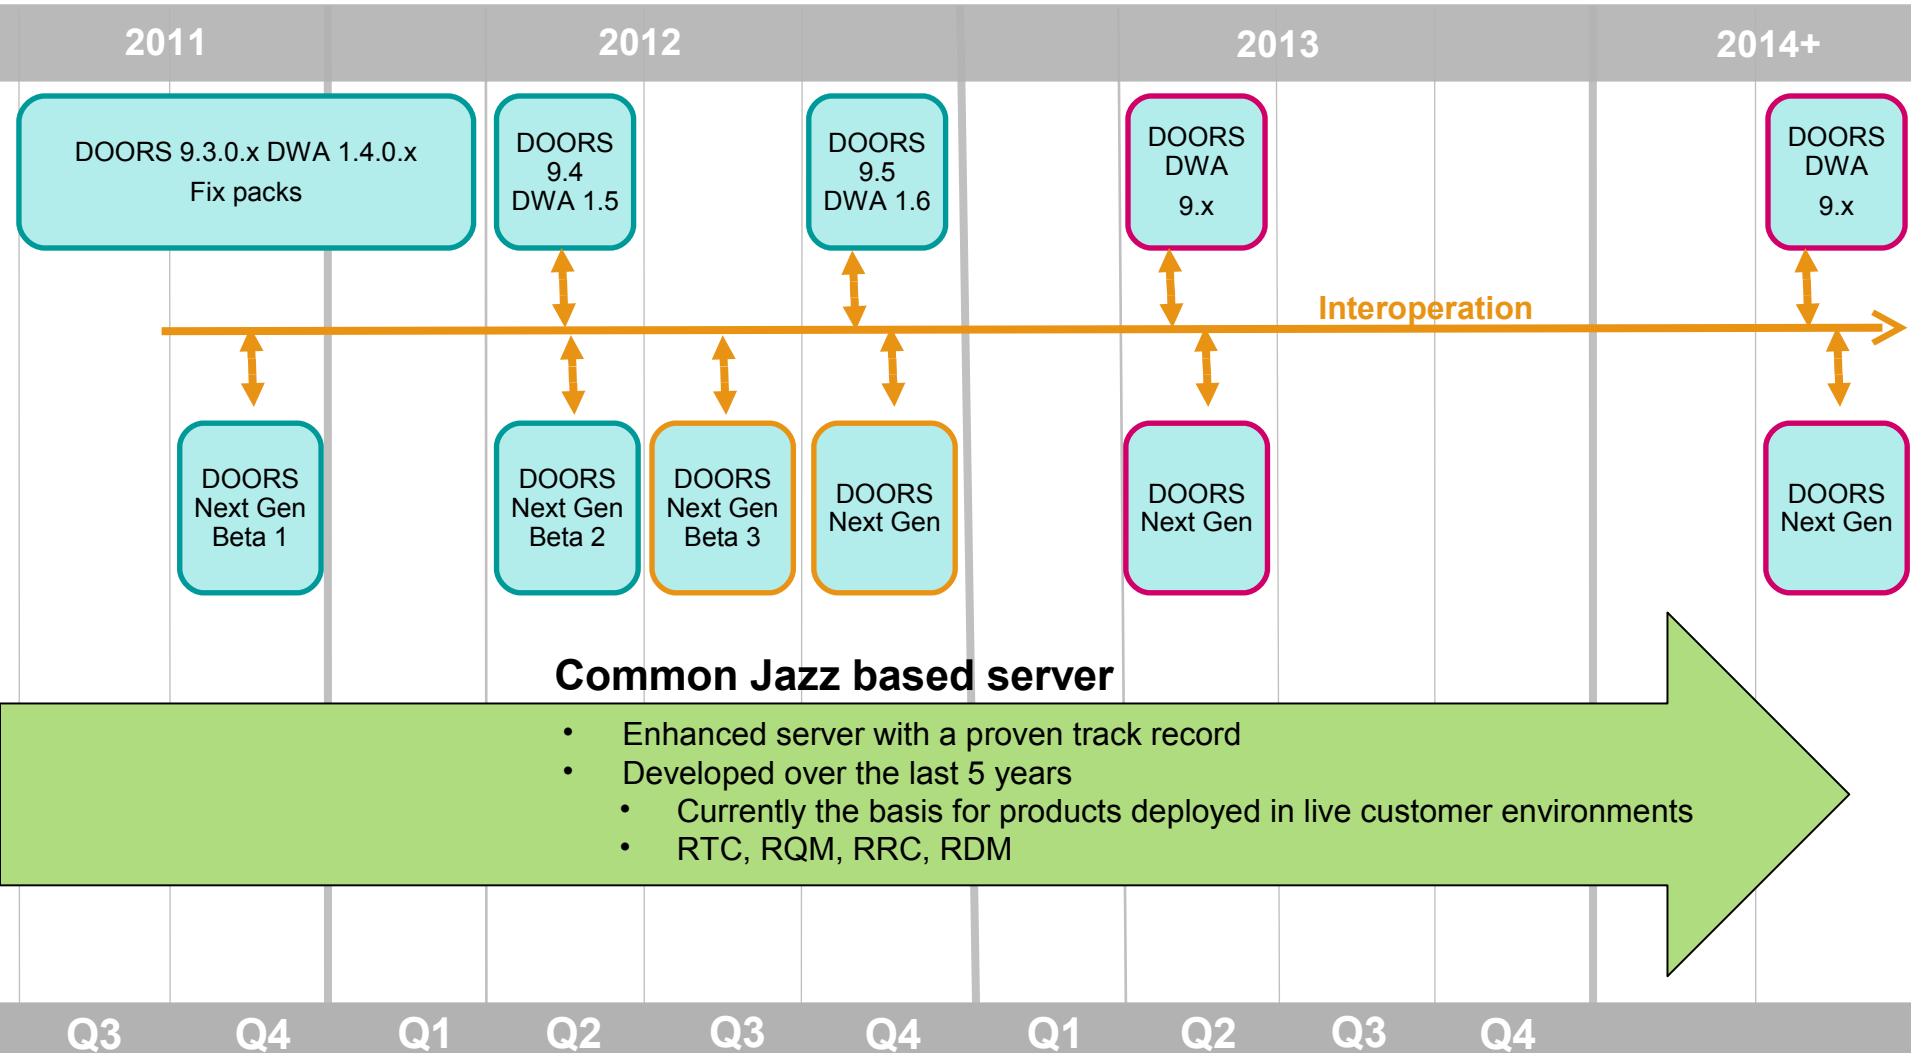 2011
2012
2013
2014+
DOORS 9.3.0.x DWA 1.4.0.x
Fix packs
DOORS
9.4
DWA 1.5
DOORS
9.5
DWA 1.6
DOORS
DWA
9.x
DOORS
DWA
9.x
Interoperation
DOORS
Next Gen
Beta 1
DOORS
Next Gen
Beta 2
DOORS
Next Gen
Beta 3
DOORS
Next Gen
DOORS
Next Gen
DOORS
Next Gen
Common Jazz based server
• Enhanced server with a proven track record
• Developed over the last 5 years
• Currently the basis for products deployed in live customer environments
• RTC, RQM, RRC, RDM
Q3
Q4
Q1
Q2
Q3
Q4
Q1
Q2
Q3
Q4